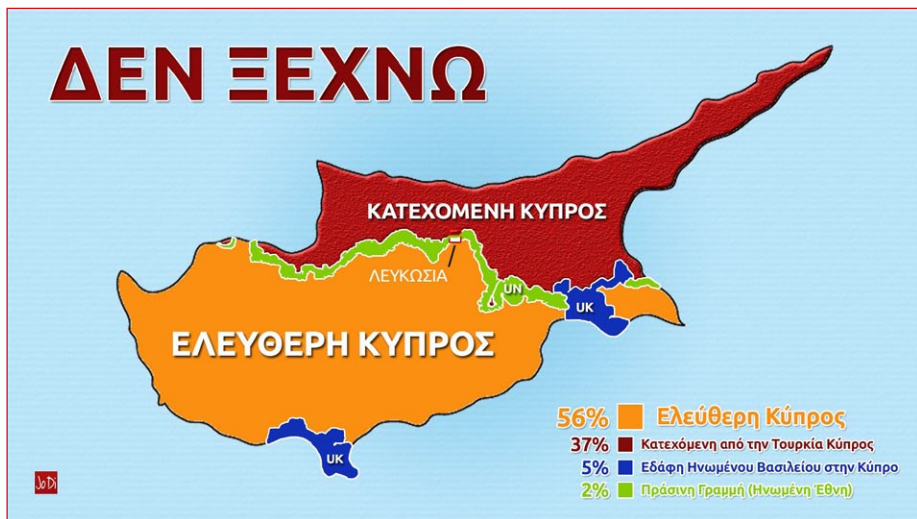 ΔΕΝ ΞΕΧΝΩ
ΚΑΤΕΧΟΜΕΝΗ ΚΥΠΡΟΣ
ΛΕΥΚΩΣΙΑ
UN
UK
ΕΛΕΥΘΕΡΗ ΚΥΠΡΟΣ
UK
56% Ελεύθερη Κύπρος
37% Κατεχόμενη από την Τουρκία Κύπρος
5% Εδάφη Ηνωμένου Βασιλείου στην Κύπρο
2% Πράσινη Γραμμή (Ηνωμένη Έθνη)
JoDi